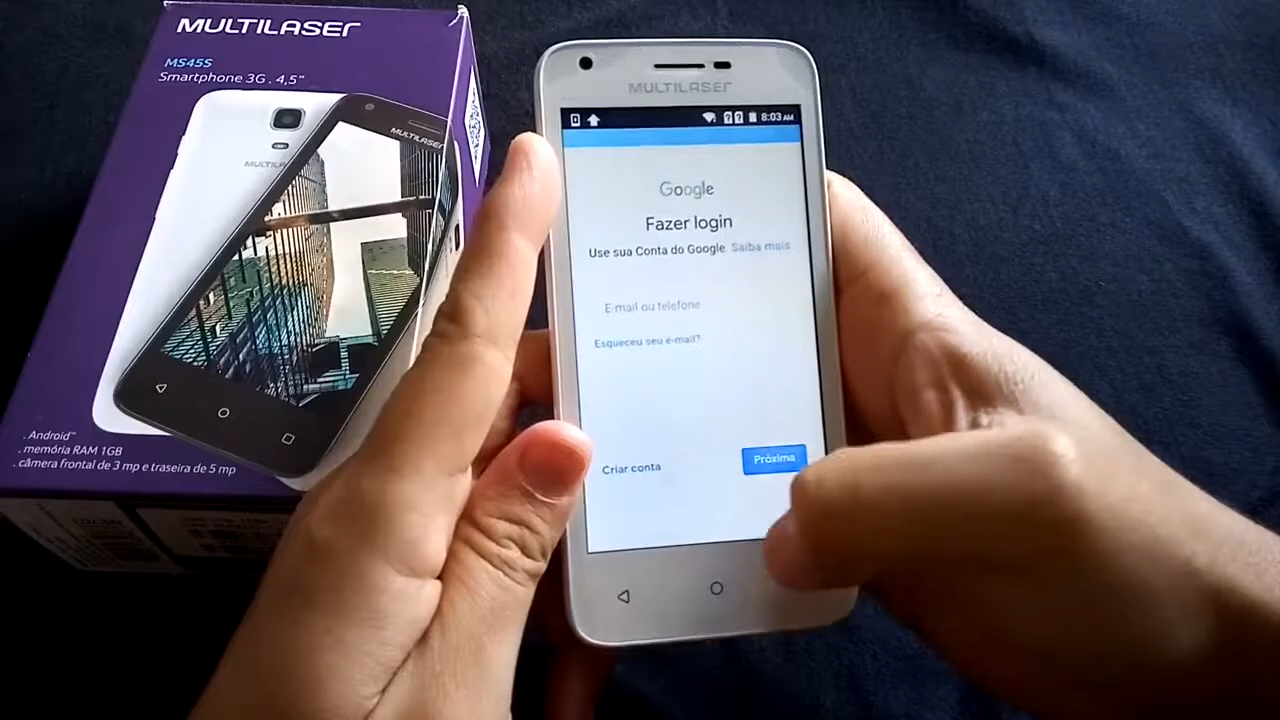 MULTILASER
MS45S
Smartphone 3G . 4,5"
MULTILASER
. Android™
. memória RAM 1GB
. câmera frontal de 3 mp e traseira de 5 mp
MULTILASER
8:03 AM
Google
Fazer login
Use sua Conta do Google. Saiba mais
E-mail ou telefone
Esqueceu seu e-mail?
Criar conta
Próxima